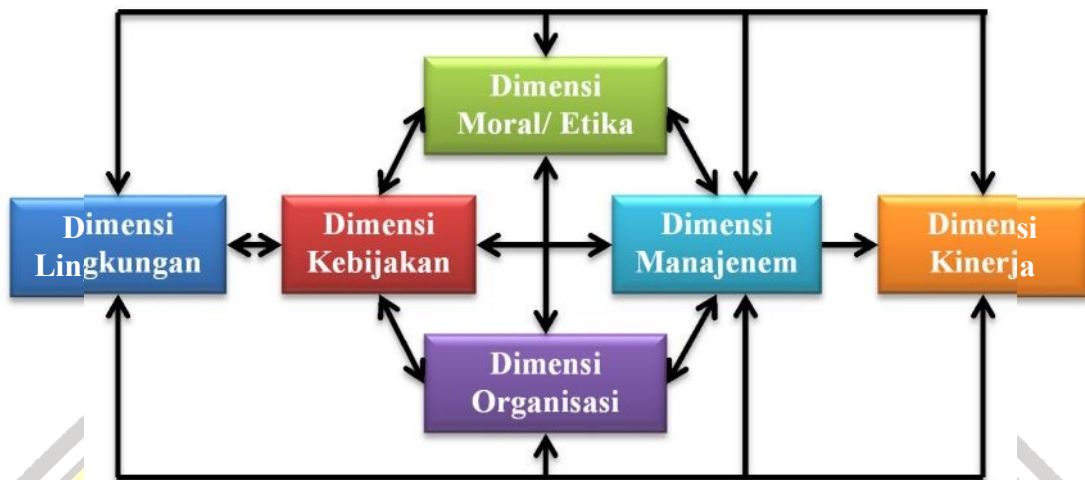 Dimensi
Moral/ Etika
Dimensi
Lingkungan
Dimensi
Kebijakan
Dimensi
Manajenem
Dimensi
Kinerja
Dimensi
Organisasi